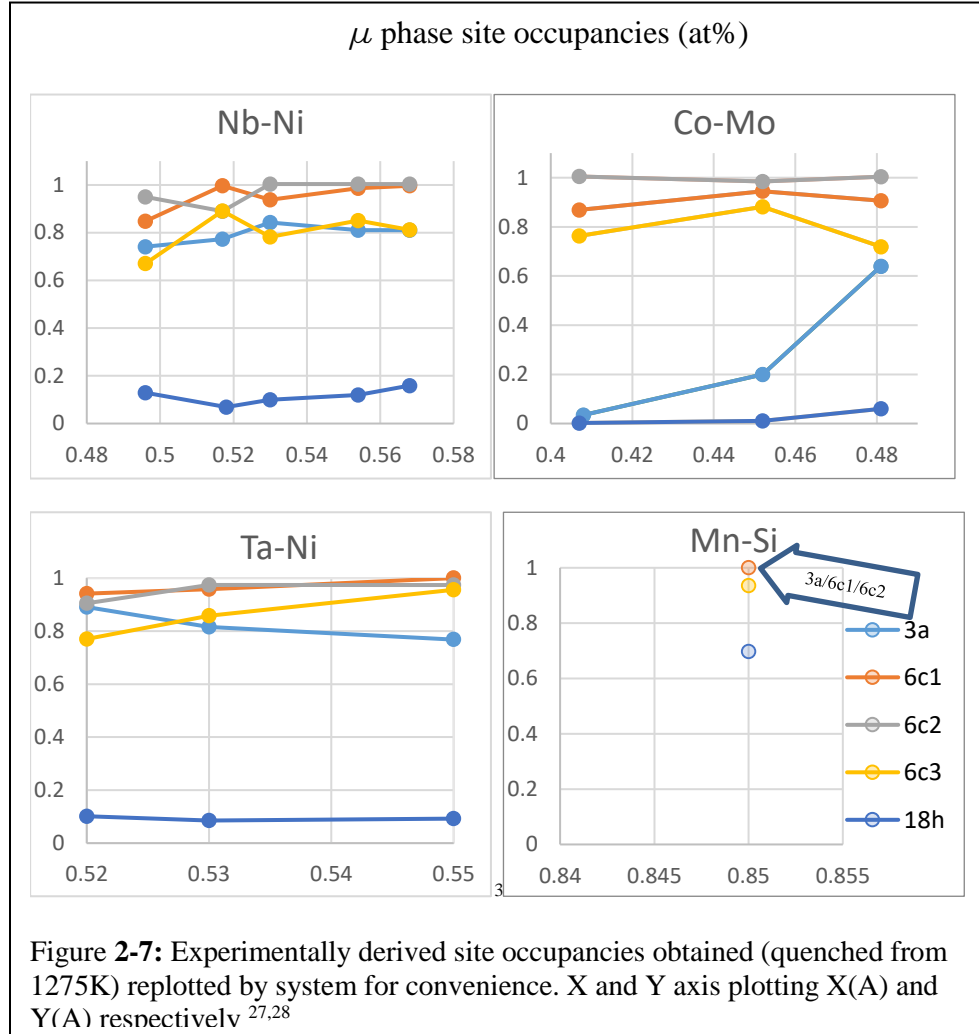 μ phase site occupancies (at%)
Nb-Ni
1
0.8
0.6
0.4
0.2
0
0.48 0.5 0.52 0.54 0.56 0.58
Co-Mo
1
0.8
0.6
0.4
0.2
0
0.4 0.42 0.44 0.46 0.48
Ta-Ni
1
0.8
0.6
0.4
0.2
0
0.52 0.53 0.54 0.55
3
Mn-Si
1
0.8
0.6
0.4
0.2
0
0.84 0.845 0.85 0.855
3a/6c1/6c2
3a
6c1
6c2
6c3
18h
Figure 2-7: Experimentally derived site occupancies obtained (quenched from
1275K) replotted by system for convenience. X and Y axis plotting X(A) and
Y(A) respectively 27,28